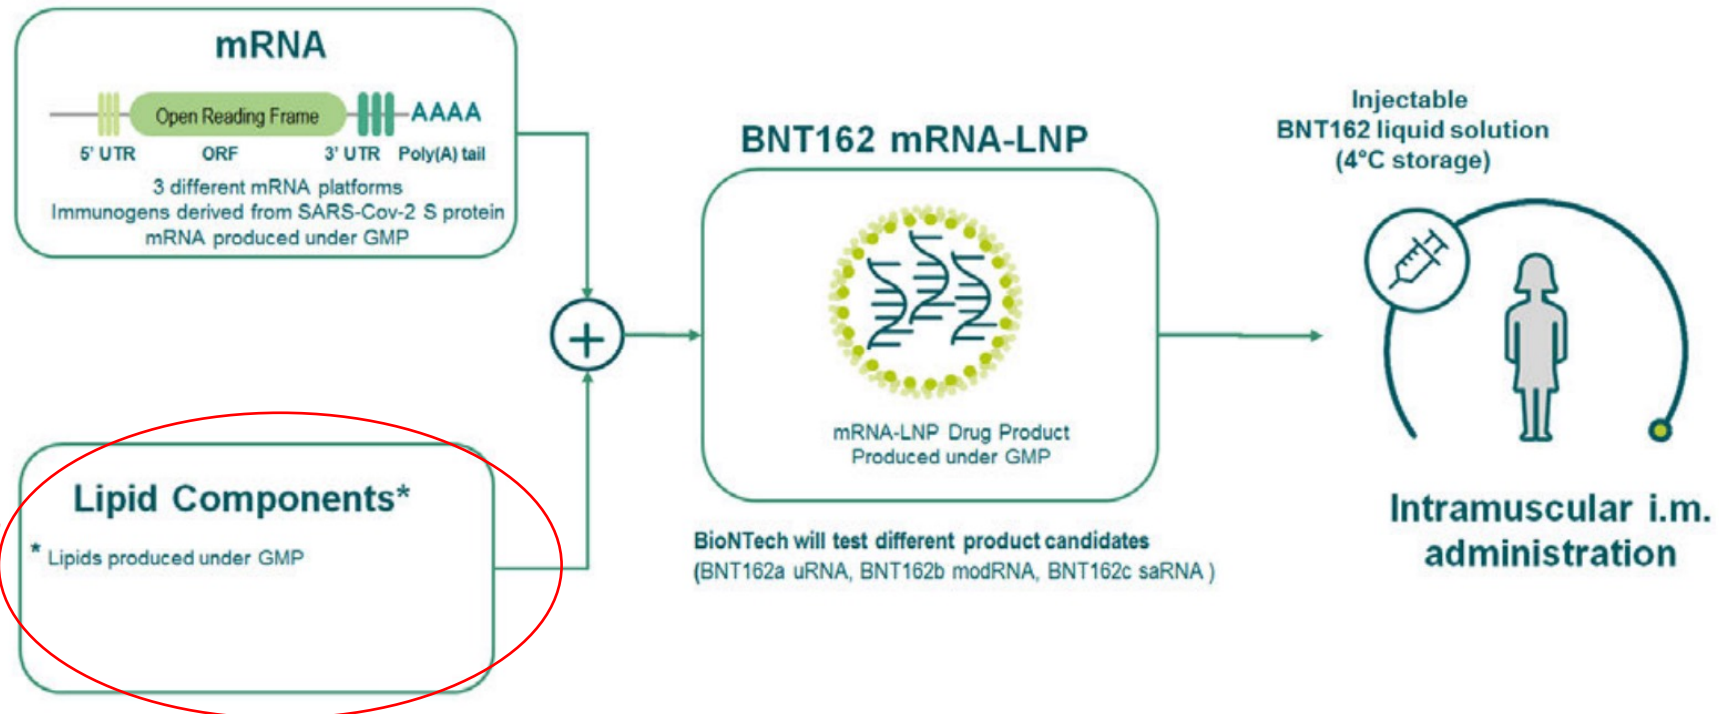 mRNA
Open Reading Frame
AAAA
5' UTR
ORF
3' UTR
Poly(A) tail
3 different mRNA platforms
Immunogens derived from SARS-Cov-2 S protein
mRNA produced under GMP
Lipid Components*
* Lipids produced under GMP
+
BNT162 mRNA-LNP
mRNA-LNP Drug Product
Produced under GMP
BioNTech will test different product candidates
(BNT162a uRNA, BNT162b modRNA, BNT162c saRNA )
Injectable
BNT162 liquid solution
(4°C storage)
Intramuscular i.m.
administration